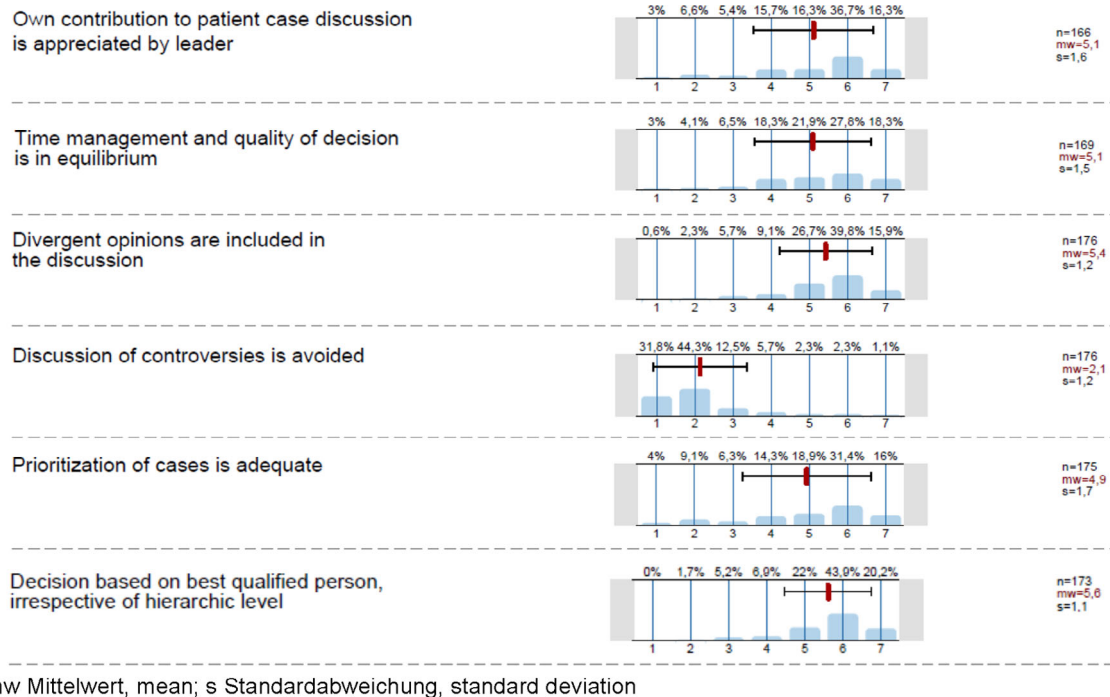 3% 6,6% 5,4% 15,7% 16,3% 36,7% 16,3%
Own contribution to patient case discussion
is appreciated by leader
n=166
mw=5,1
s=1,6
1 2 3 4 5 6 7
3% 4,1% 6,5% 18,3% 21,9% 27,8% 18,3%
Time management and quality of decision
is in equilibrium
n=169
mw=5,1
s=1,5
1 2 3 4 5 6 7
0,6% 2,3% 5,7% 9,1% 26,7% 39,8% 15,9%
Divergent opinions are included in
the discussion
n=176
mw=5,4
s=1,2
1 2 3 4 5 6 7
31,8% 44,3% 12,5% 5,7% 2,3% 2,3% 1,1%
Discussion of controversies is avoided
n=176
mw=2,1
s=1,2
1 2 3 4 5 6 7
4% 9,1% 6,3% 14,3% 18,9% 31,4% 16%
Prioritization of cases is adequate
n=175
mw=4,9
s=1,7
1 2 3 4 5 6 7
0% 1,7% 5,2% 6,9% 22% 43,9% 20,2%
Decision based on best qualified person,
irrespective of hierarchic level
n=173
mw=5,6
s=1,1
1 2 3 4 5 6 7
mw Mittelwert, mean; s Standardabweichung, standard deviation